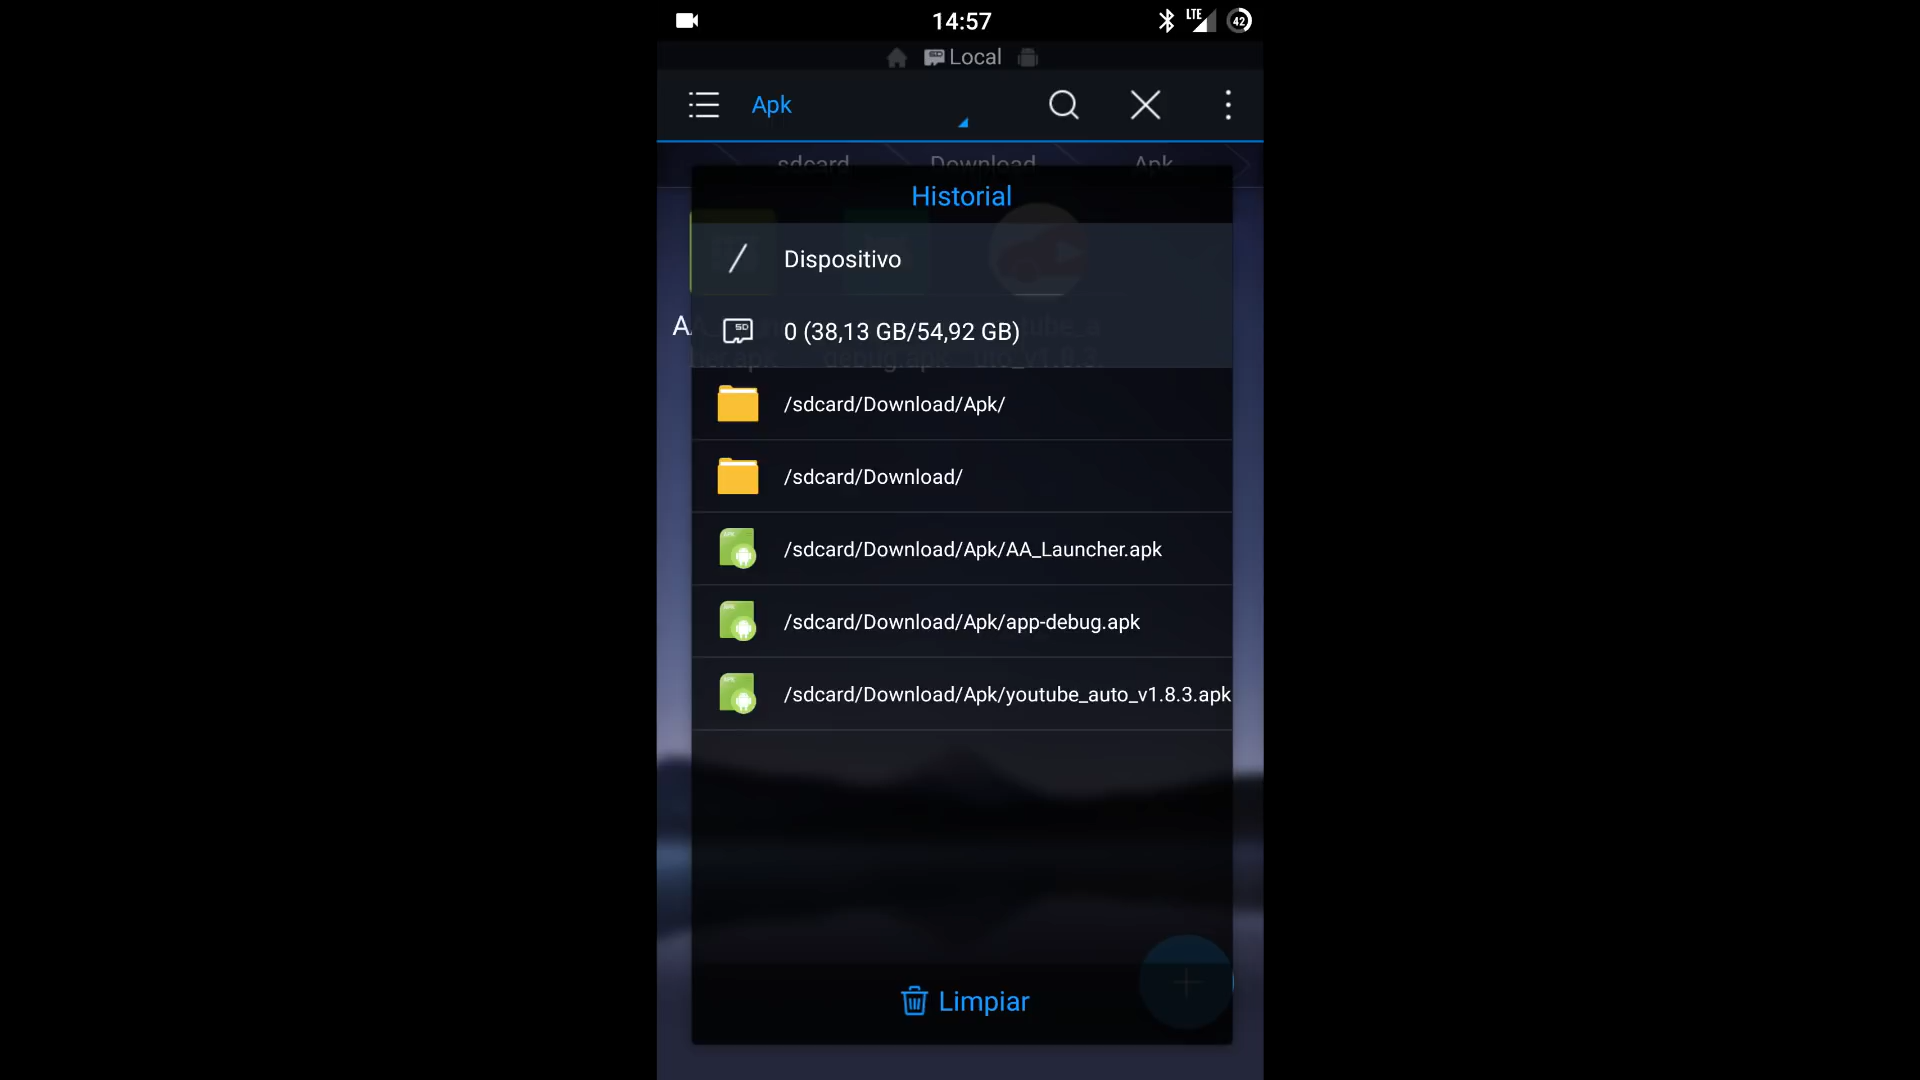 14:57
LTE
42
Local
Apk
sdcard
Download
Apk
Historial
Dispositivo
0 (38,13 GB/54,92 GB)
/sdcard/Download/Apk/
/sdcard/Download/
/sdcard/Download/Apk/AA_Launcher.apk
/sdcard/Download/Apk/app-debug.apk
/sdcard/Download/Apk/youtube_auto_v1.8.3.apk
Limpiar